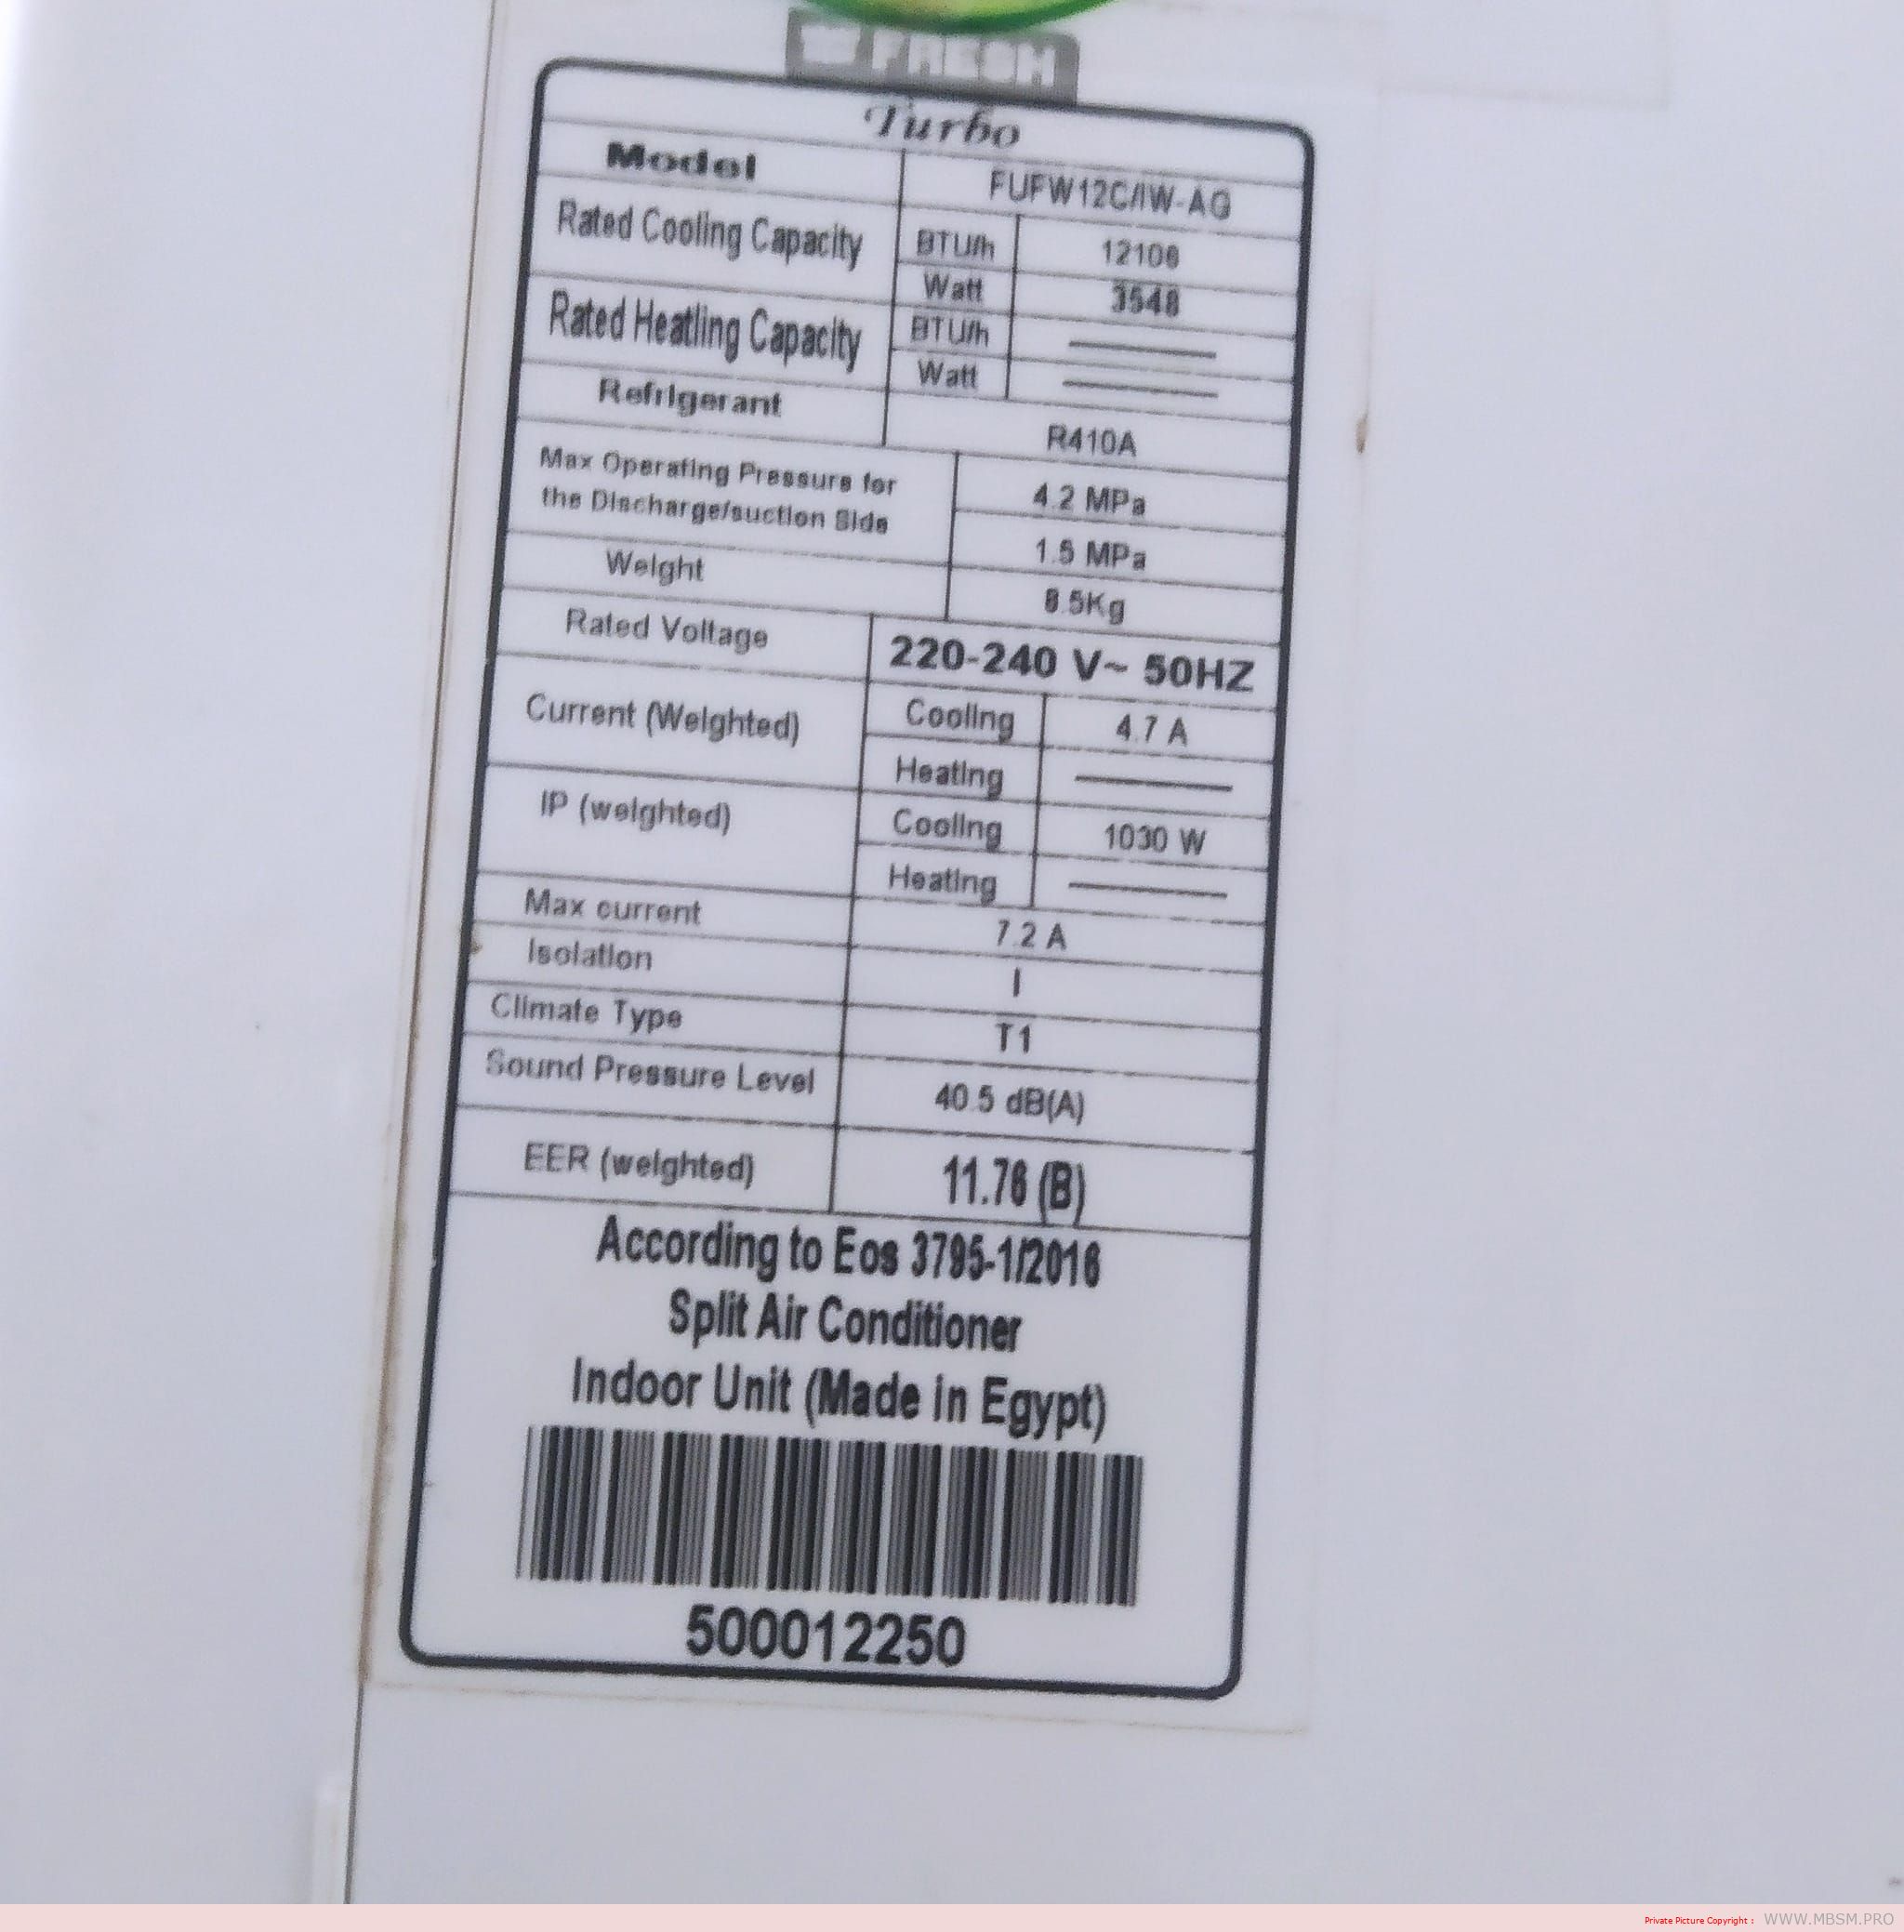 FRESH
Turbo
Model FUFW12C/IW-AG
Rated Cooling Capacity BTU/h 12106
Watt 3548
Rated Heatling Capacity BTU/h
Watt
Refrigerant R410A
Max Operating Pressure for the Discharge/suction Side 4.2 MPa
1.5 MPa
Weight 8.5Kg
Rated Voltage 220-240 V~ 50HZ
Current (Weighted) Cooling 4.7 A
Heating
IP (weighted) Cooling 1030 W
Heating
Max current 7.2 A
Isolation I
Climate Type T1
Sound Pressure Level 40.5 dB(A)
EER (weighted) 11.76 (B)
According to Eos 3795-1/2016
Split Air Conditioner
Indoor Unit (Made in Egypt)
500012250
Private Picture Copyright : WWW.MBSM.PRO